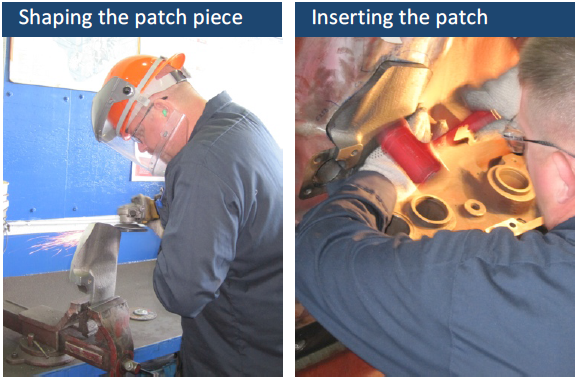 Shaping the patch piece
Inserting the patch